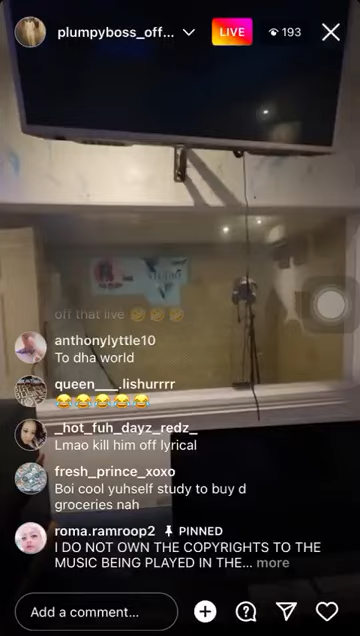 plumpyboss_off...
LIVE
193
off that live 🤣 🤣 🤣
anthonylyttle10
To dha world
queen___.lishurrrr
😂😂😂😂😂
_hot_fuh_dayz_redz_
Lmao kill him off lyrical
fresh_prince_xoxo
Boi cool yuhself study to buy d
groceries nah
roma.ramroop2 PINNED
I DO NOT OWN THE COPYRIGHTS TO THE
MUSIC BEING PLAYED IN THE... more
Add a comment...